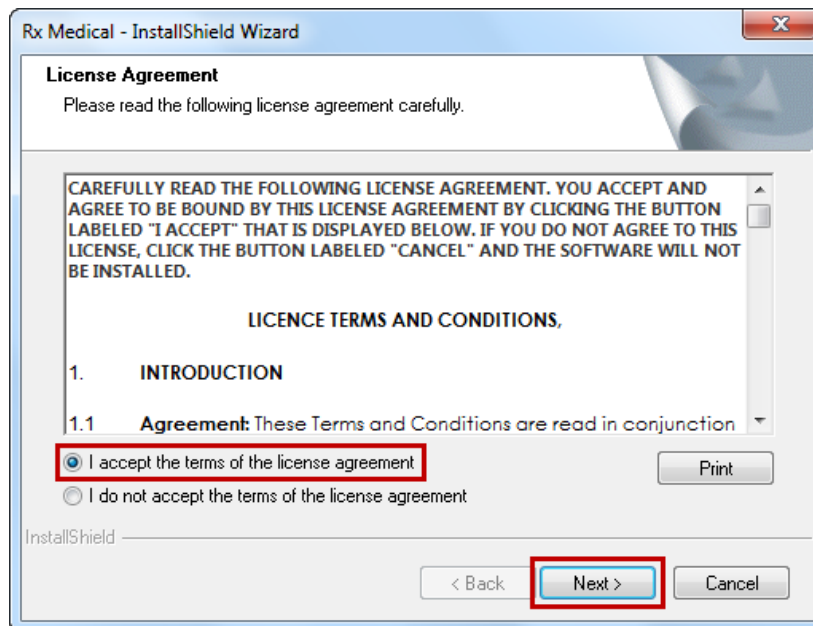 Rx Medical - InstallShield Wizard
License Agreement
Please read the following license agreement carefully.
CAREFULLY READ THE FOLLOWING LICENSE AGREEMENT. YOU ACCEPT AND
AGREE TO BE BOUND BY THIS LICENSE AGREEMENT BY CLICKING THE BUTTON
LABELED "I ACCEPT" THAT IS DISPLAYED BELOW. IF YOU DO NOT AGREE TO THIS
LICENSE, CLICK THE BUTTON LABELED "CANCEL" AND THE SOFTWARE WILL NOT
BE INSTALLED.
LICENCE TERMS AND CONDITIONS,
1. INTRODUCTION
1.1 Agreement: These Terms and Conditions are read in conjunction
I accept the terms of the license agreement
Print
I do not accept the terms of the license agreement
InstallShield
< Back Next > Cancel